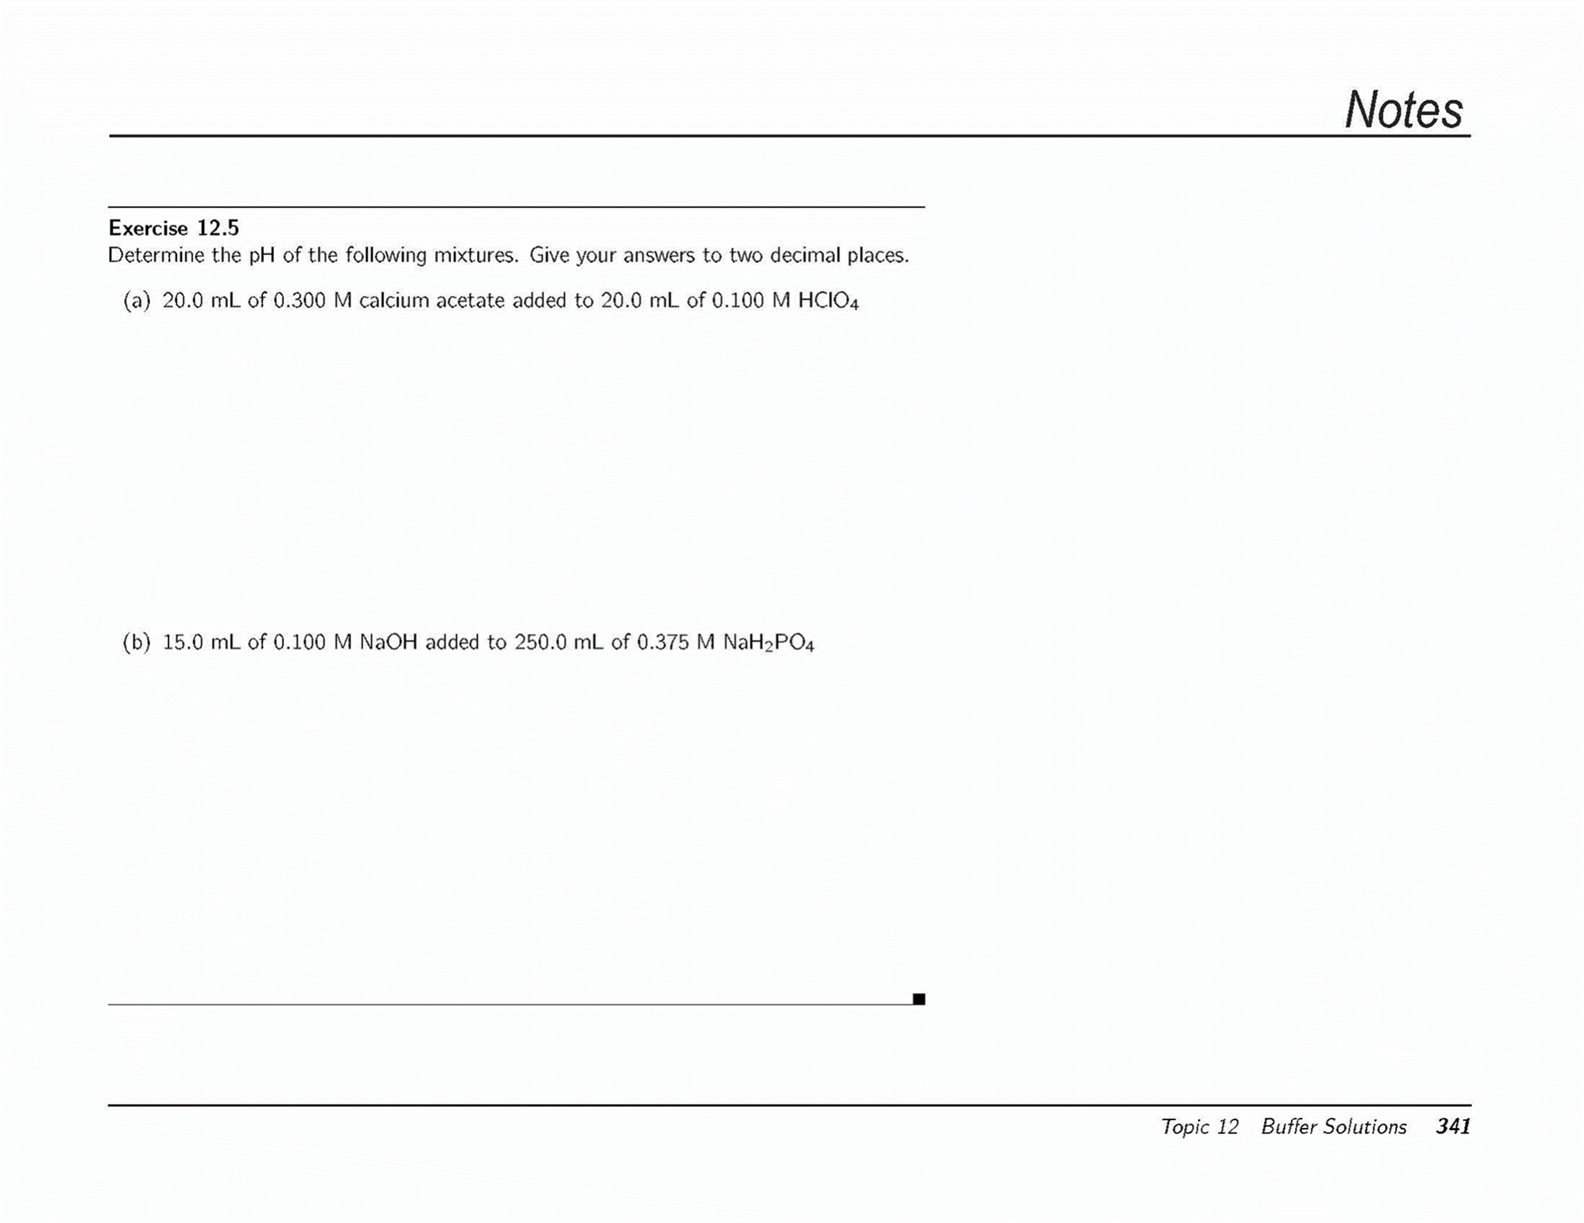 Notes
Exercise 12.5
Determine the pH of the following mixtures. Give your answers to two decimal places.
(a) 20.0 mL of 0.300 M calcium acetate added to 20.0 mL of 0.100 M HClO₄
(b) 15.0 mL of 0.100 M NaOH added to 250.0 mL of 0.375 M NaH₂PO₄
Topic 12 Buffer Solutions 341